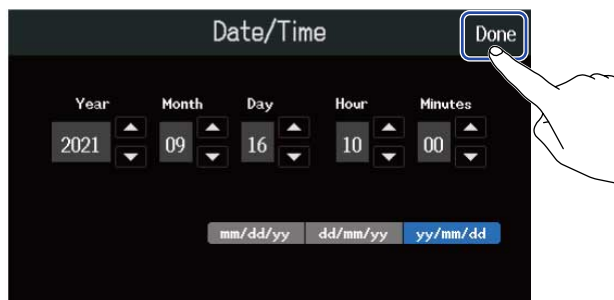 Date/Time
Done
Year Month Day Hour Minutes
2021 09 16 10 00
mm/dd/yy dd/mm/yy yy/mm/dd